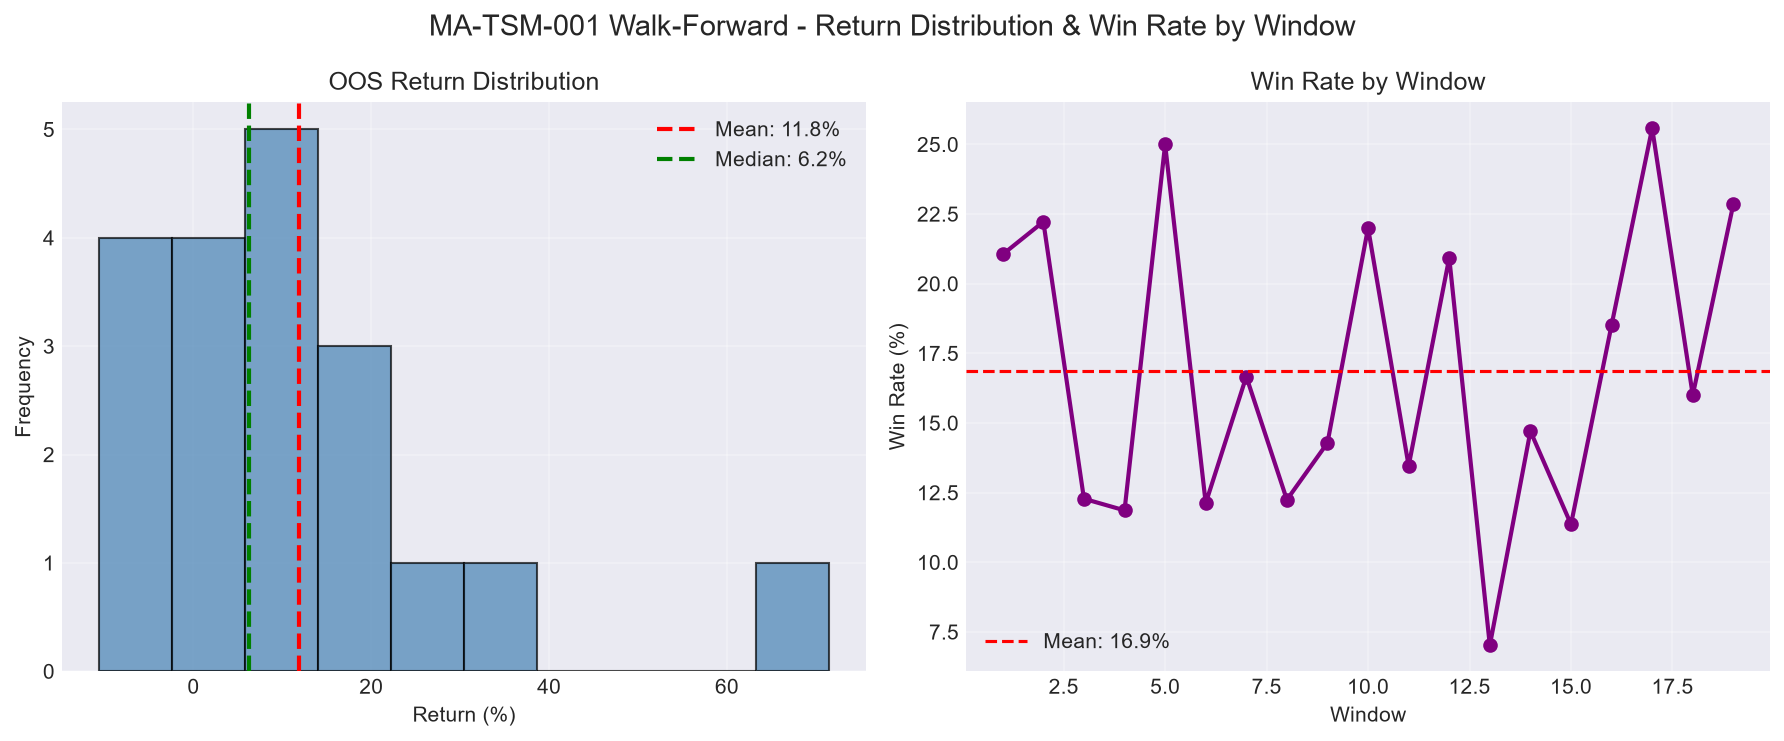 MA-TSM-001 Walk-Forward - Return Distribution & Win Rate by Window
OOS Return Distribution
Mean: 11.8%
Median: 6.2%
Frequency
5
4
3
2
1
0
0 20 40 60
Return (%)
Win Rate by Window
Win Rate (%)
25.0
22.5
20.0
17.5
15.0
12.5
10.0
7.5
Mean: 16.9%
2.5 5.0 7.5 10.0 12.5 15.0 17.5
Window